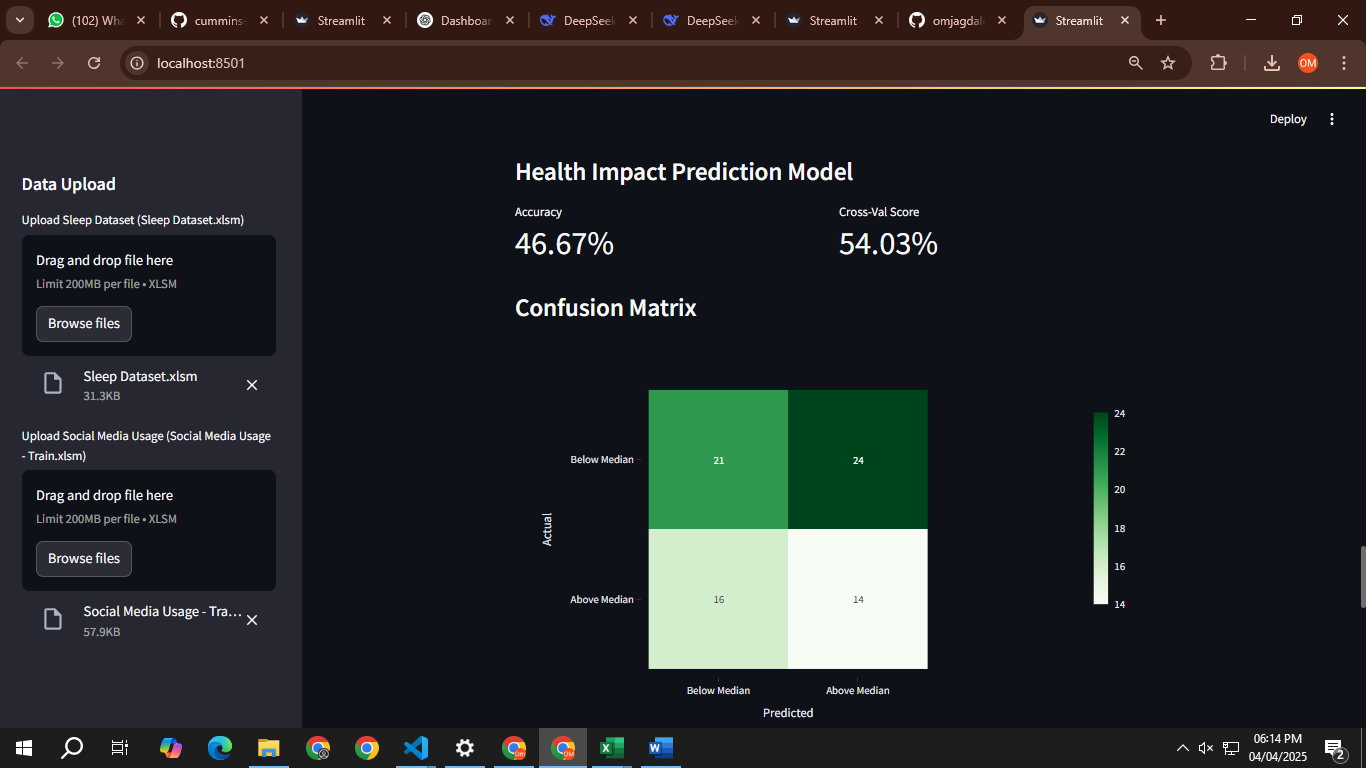 (102) Wha
cummins-
Streamlit
Dashboar
DeepSeek
DeepSeek
Streamlit
omjagdale
Streamlit
localhost:8501
OM
Deploy
Data Upload
Upload Sleep Dataset (Sleep Dataset.xlsm)
Drag and drop file here
Limit 200MB per file • XLSM
Browse files
Sleep Dataset.xlsm
31.3KB
Upload Social Media Usage (Social Media Usage
- Train.xlsm)
Drag and drop file here
Limit 200MB per file • XLSM
Browse files
Social Media Usage - Tra...
57.9KB
Health Impact Prediction Model
Accuracy
Cross-Val Score
46.67%
54.03%
Confusion Matrix
Actual
Below Median
21
24
Above Median
16
14
Below Median
Above Median
Predicted
24
22
20
18
16
14
06:14 PM
04/04/2025
2